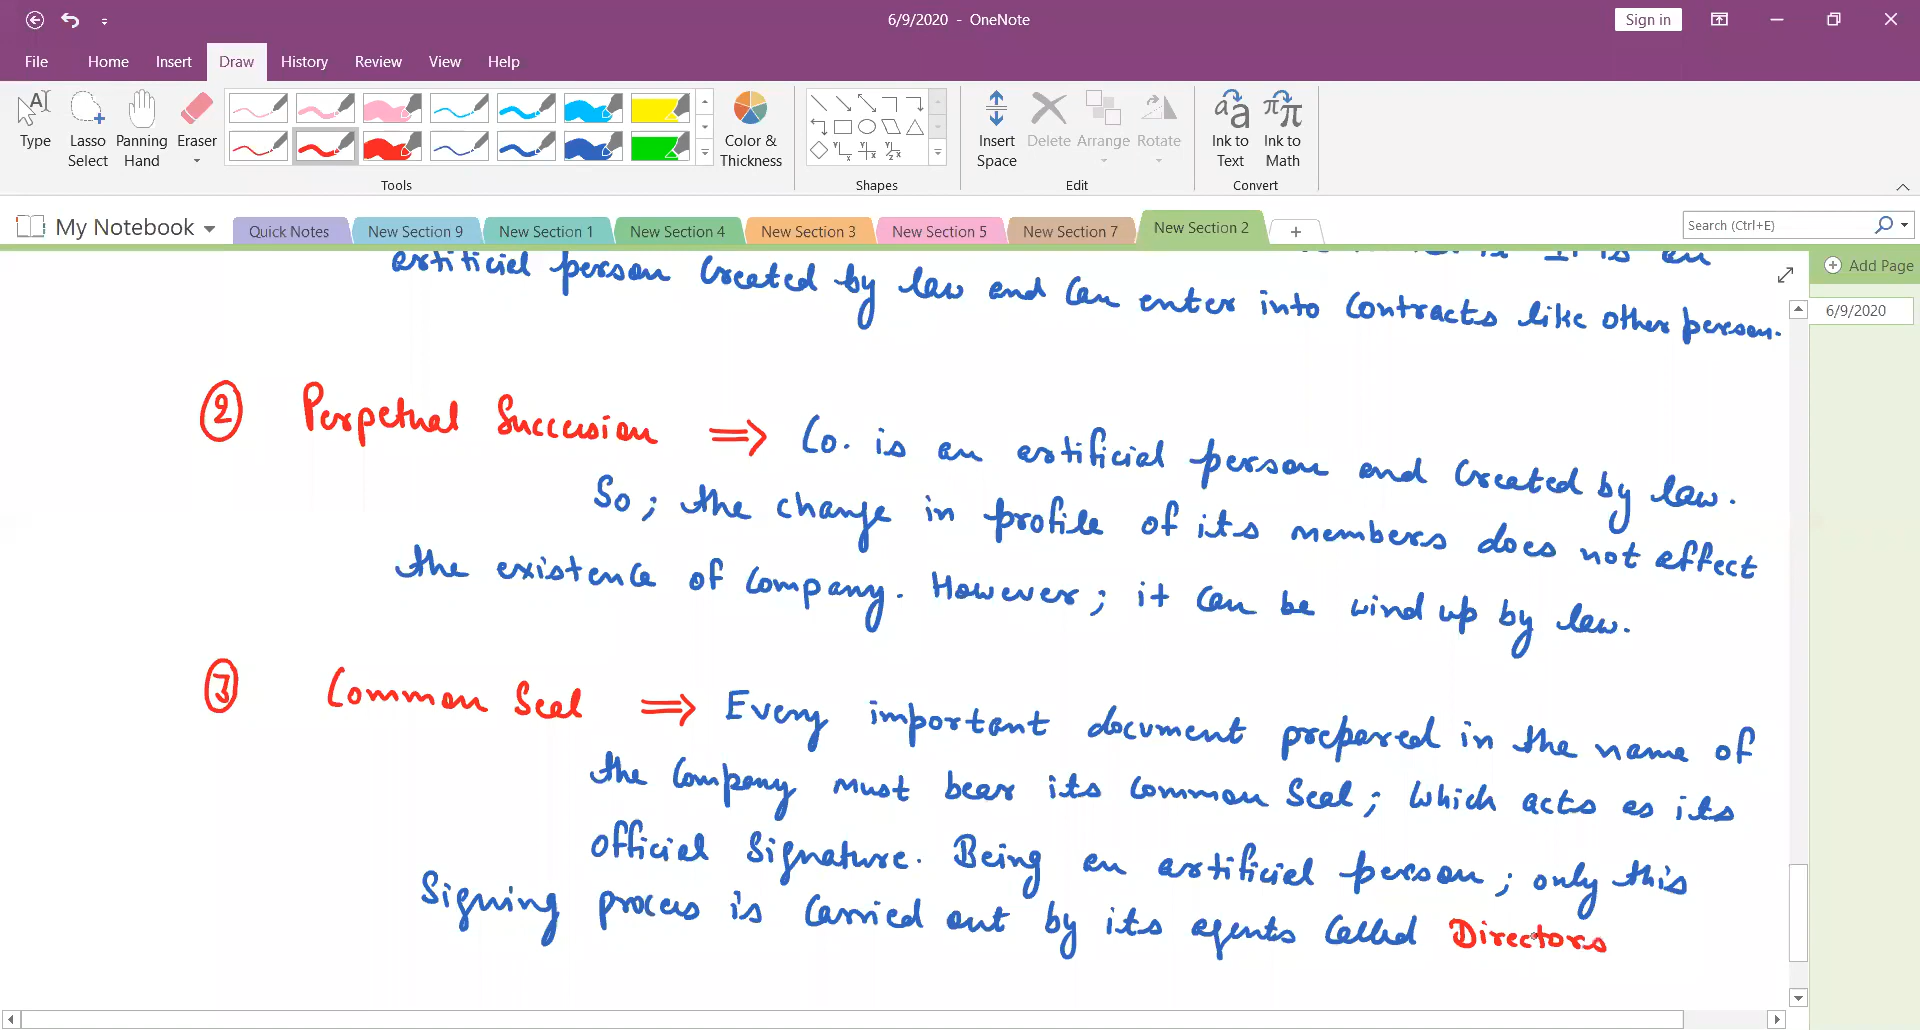 6/9/2020 - OneNote
Sign in
File Home Insert Draw History Review View Help
Type
Lasso Select
Panning Hand
Eraser
Color & Thickness
Insert Space
Delete
Arrange
Rotate
Ink to Text
Ink to Math
Tools Shapes Edit Convert
My Notebook
Quick Notes New Section 9 New Section 1 New Section 4 New Section 3 New Section 5 New Section 7 New Section 2 +
Search (Ctrl+E)
Add Page
6/9/2020
It is an
artificial person created by law and can enter into contracts like other person.
② Perpetual Succession ⇒ Co. is an artificial person and created by law.
So; the change in profile of its members does not affect
the existence of company. However; it can be wind up by law.
③ Common Seal ⇒ Every important document prepared in the name of
the company must bear its common seal; which acts as its
official signature. Being an artificial person; only this
signing process is carried out by its agents called Directors